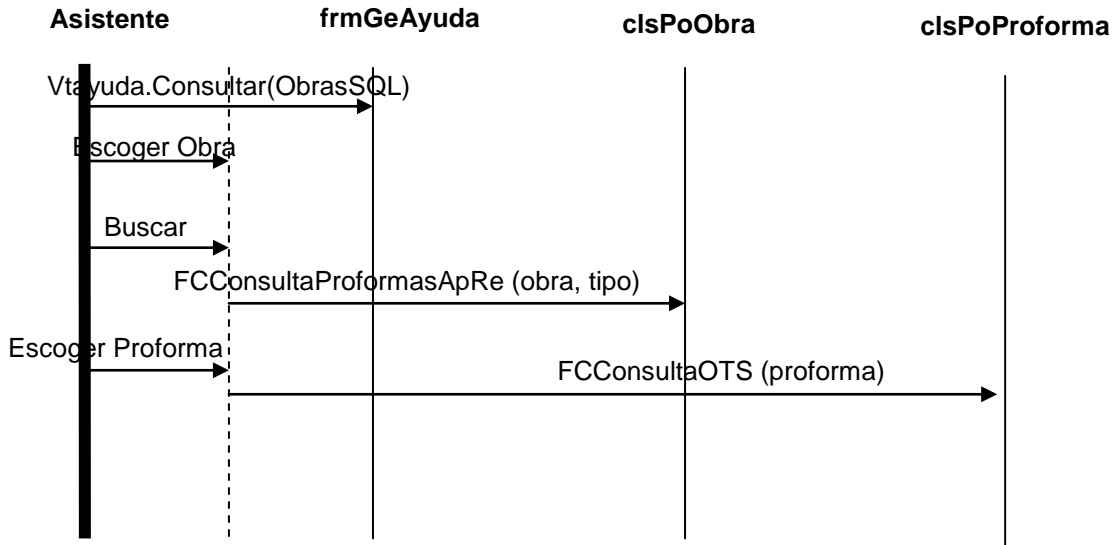 Asistente
frmGeAyuda
clsPoObra
clsPoProforma
Vtayuda.Consultar(ObrasSQL)
Escoger Obra
Buscar
FCConsultaProformasApRe (obra, tipo)
Escoger Proforma
FCConsultaOTS (proforma)